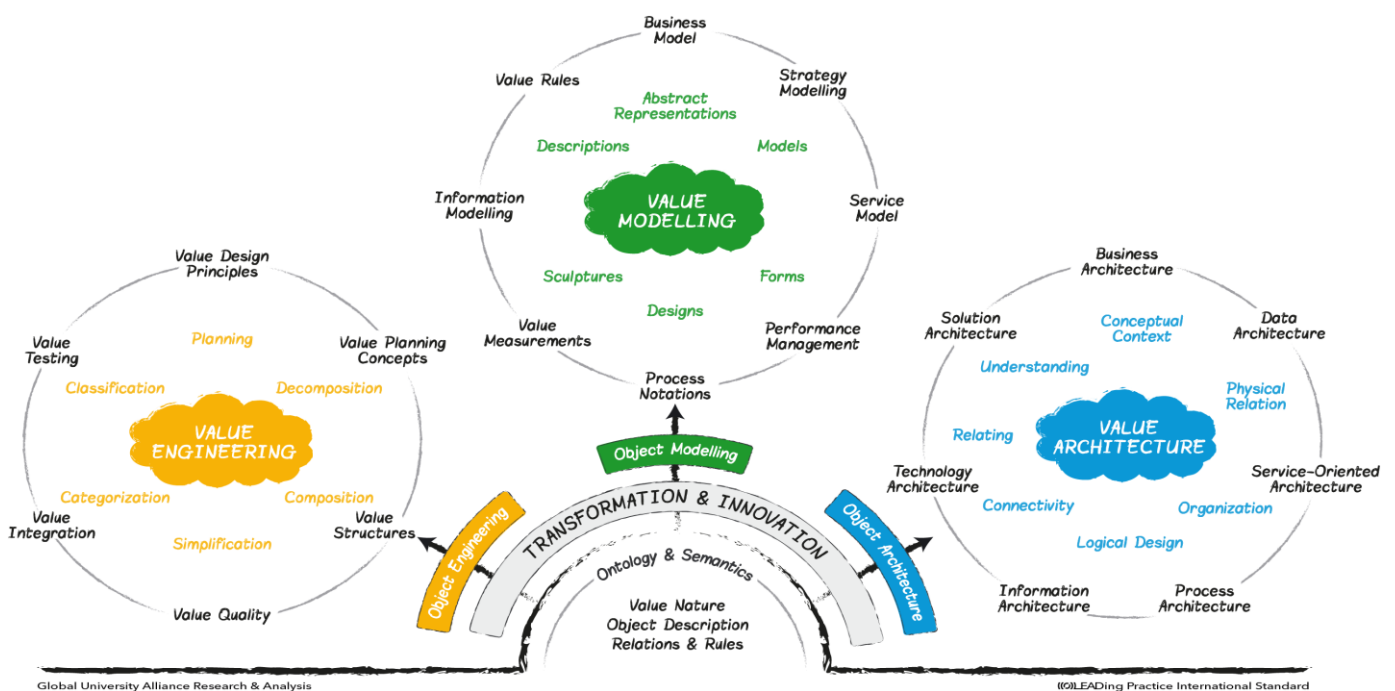 Business
Model
Value Rules
Strategy
Modelling
Abstract
Representations
Descriptions
Models
Information
Modelling
VALUE
MODELLING
Service
Model
Sculptures
Forms
Designs
Value
Measurements
Performance
Management
Process
Notations
Value Design
Principles
Value
Testing
Planning
Value Planning
Concepts
Classification
Decomposition
VALUE
ENGINEERING
Categorization
Composition
Value
Integration
Simplification
Value
Structures
Value Quality
Business
Architecture
Solution
Architecture
Conceptual
Context
Data
Architecture
Understanding
Physical
Relation
Relating
VALUE
ARCHITECTURE
Technology
Architecture
Service-Oriented
Architecture
Connectivity
Organization
Logical Design
Information
Architecture
Process
Architecture
Object Modelling
Object Engineering
TRANSFORMATION & INNOVATION
Object Architecture
Ontology & Semantics
Value Nature
Object Description
Relations & Rules
Global University Alliance Research & Analysis
((o))LEADing Practice International Standard